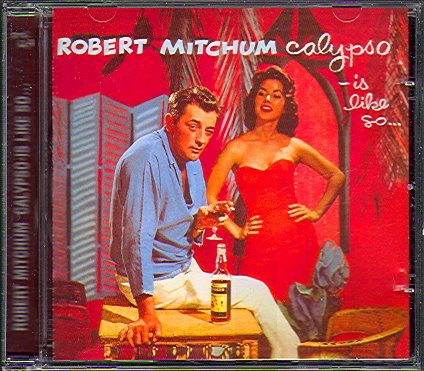 ROBERT MITCHUM calypso
-is
like
so...
ROBERT MITCHUM CALYPSO IS LIKE SO...